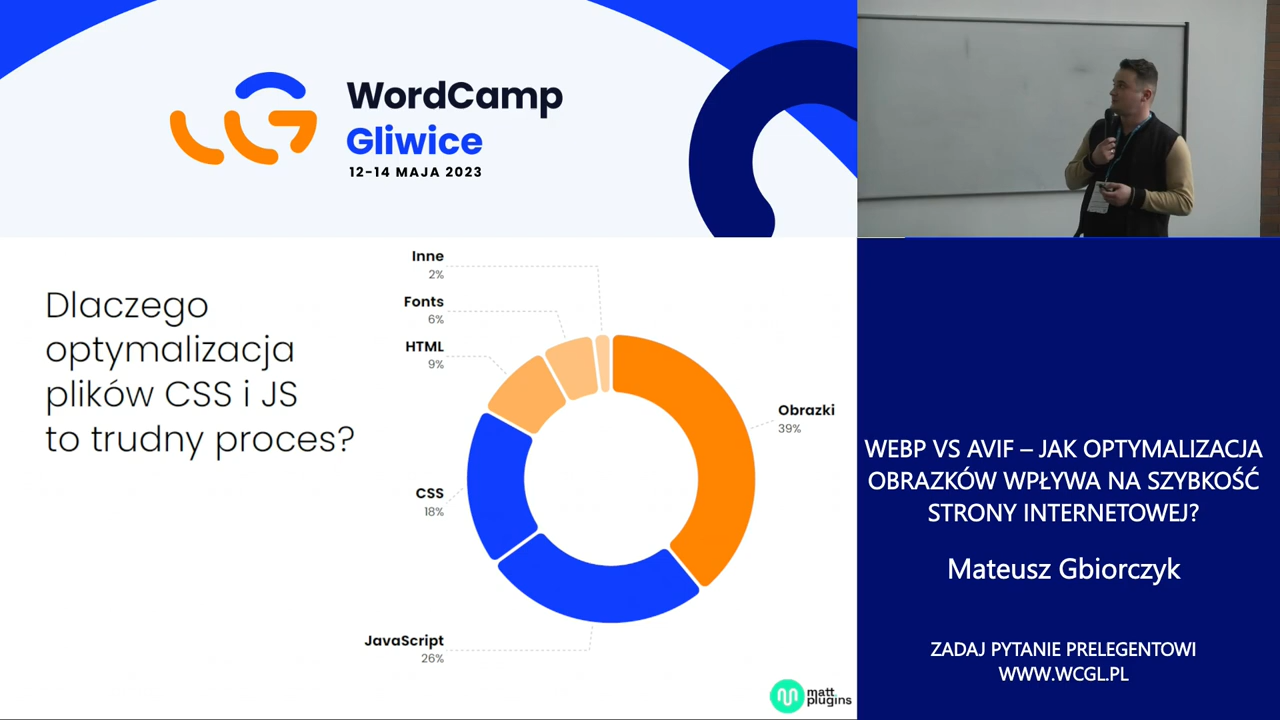 WordCamp
Gliwice
12-14 MAJA 2023
Dlaczego
optymalizacja
plików CSS i JS
to trudny proces?
Inne
2%
Fonts
6%
HTML
9%
CSS
18%
JavaScript
26%
Obrazki
39%
matt
plugins
WEBP VS AVIF – JAK OPTYMALIZACJA
OBRAZKÓW WPŁYWA NA SZYBKOŚĆ
STRONY INTERNETOWEJ?
Mateusz Gbiorczyk
ZADAJ PYTANIE PRELEGENTOWI
WWW.WCGL.PL